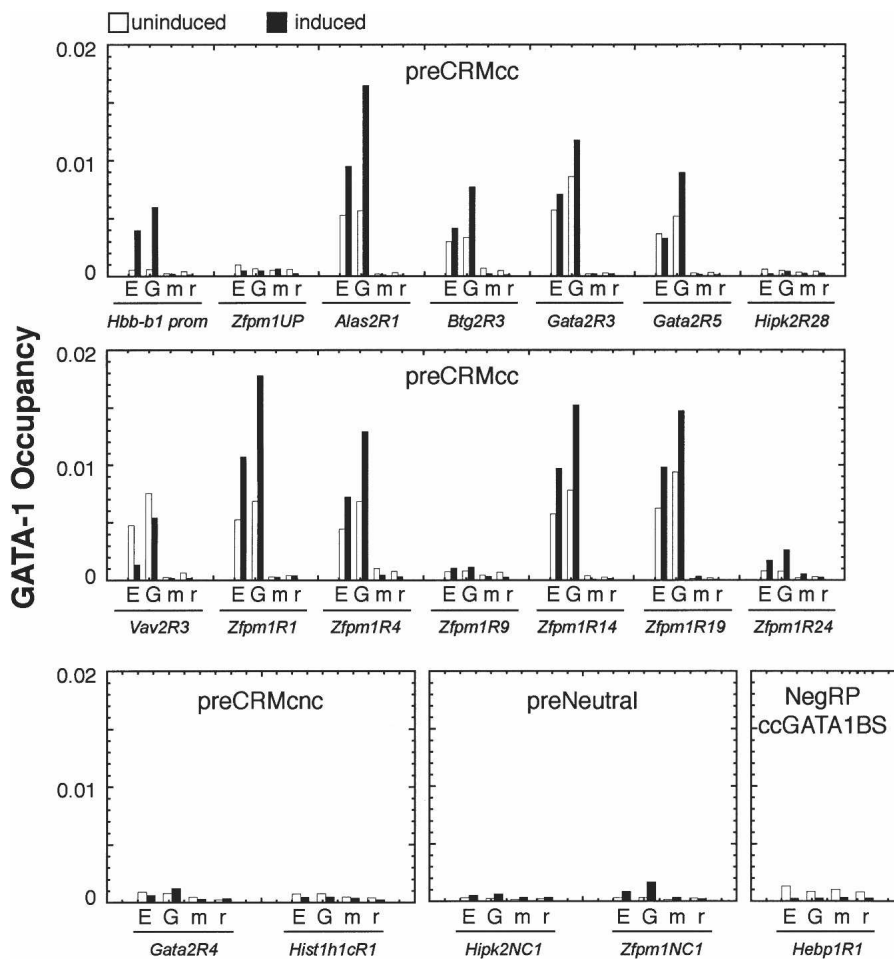 uninduced induced
GATA-1 Occupancy
preCRMcc
0.02
0.01
0
E G m r E G m r E G m r E G m r E G m r E G m r E G m r
Hbb-b1 prom Zfpm1UP Alas2R1 Btg2R3 Gata2R3 Gata2R5 Hipk2R28
preCRMcc
0.02
0.01
0
E G m r E G m r E G m r E G m r E G m r E G m r E G m r
Vav2R3 Zfpm1R1 Zfpm1R4 Zfpm1R9 Zfpm1R14 Zfpm1R19 Zfpm1R24
0.02
0.01
0
preCRMcnc
E G m r E G m r
Gata2R4 Hist1h1cR1
preNeutral
E G m r E G m r
Hipk2NC1 Zfpm1NC1
NegRP
ccGATA1BS
E G m r
Hebp1R1